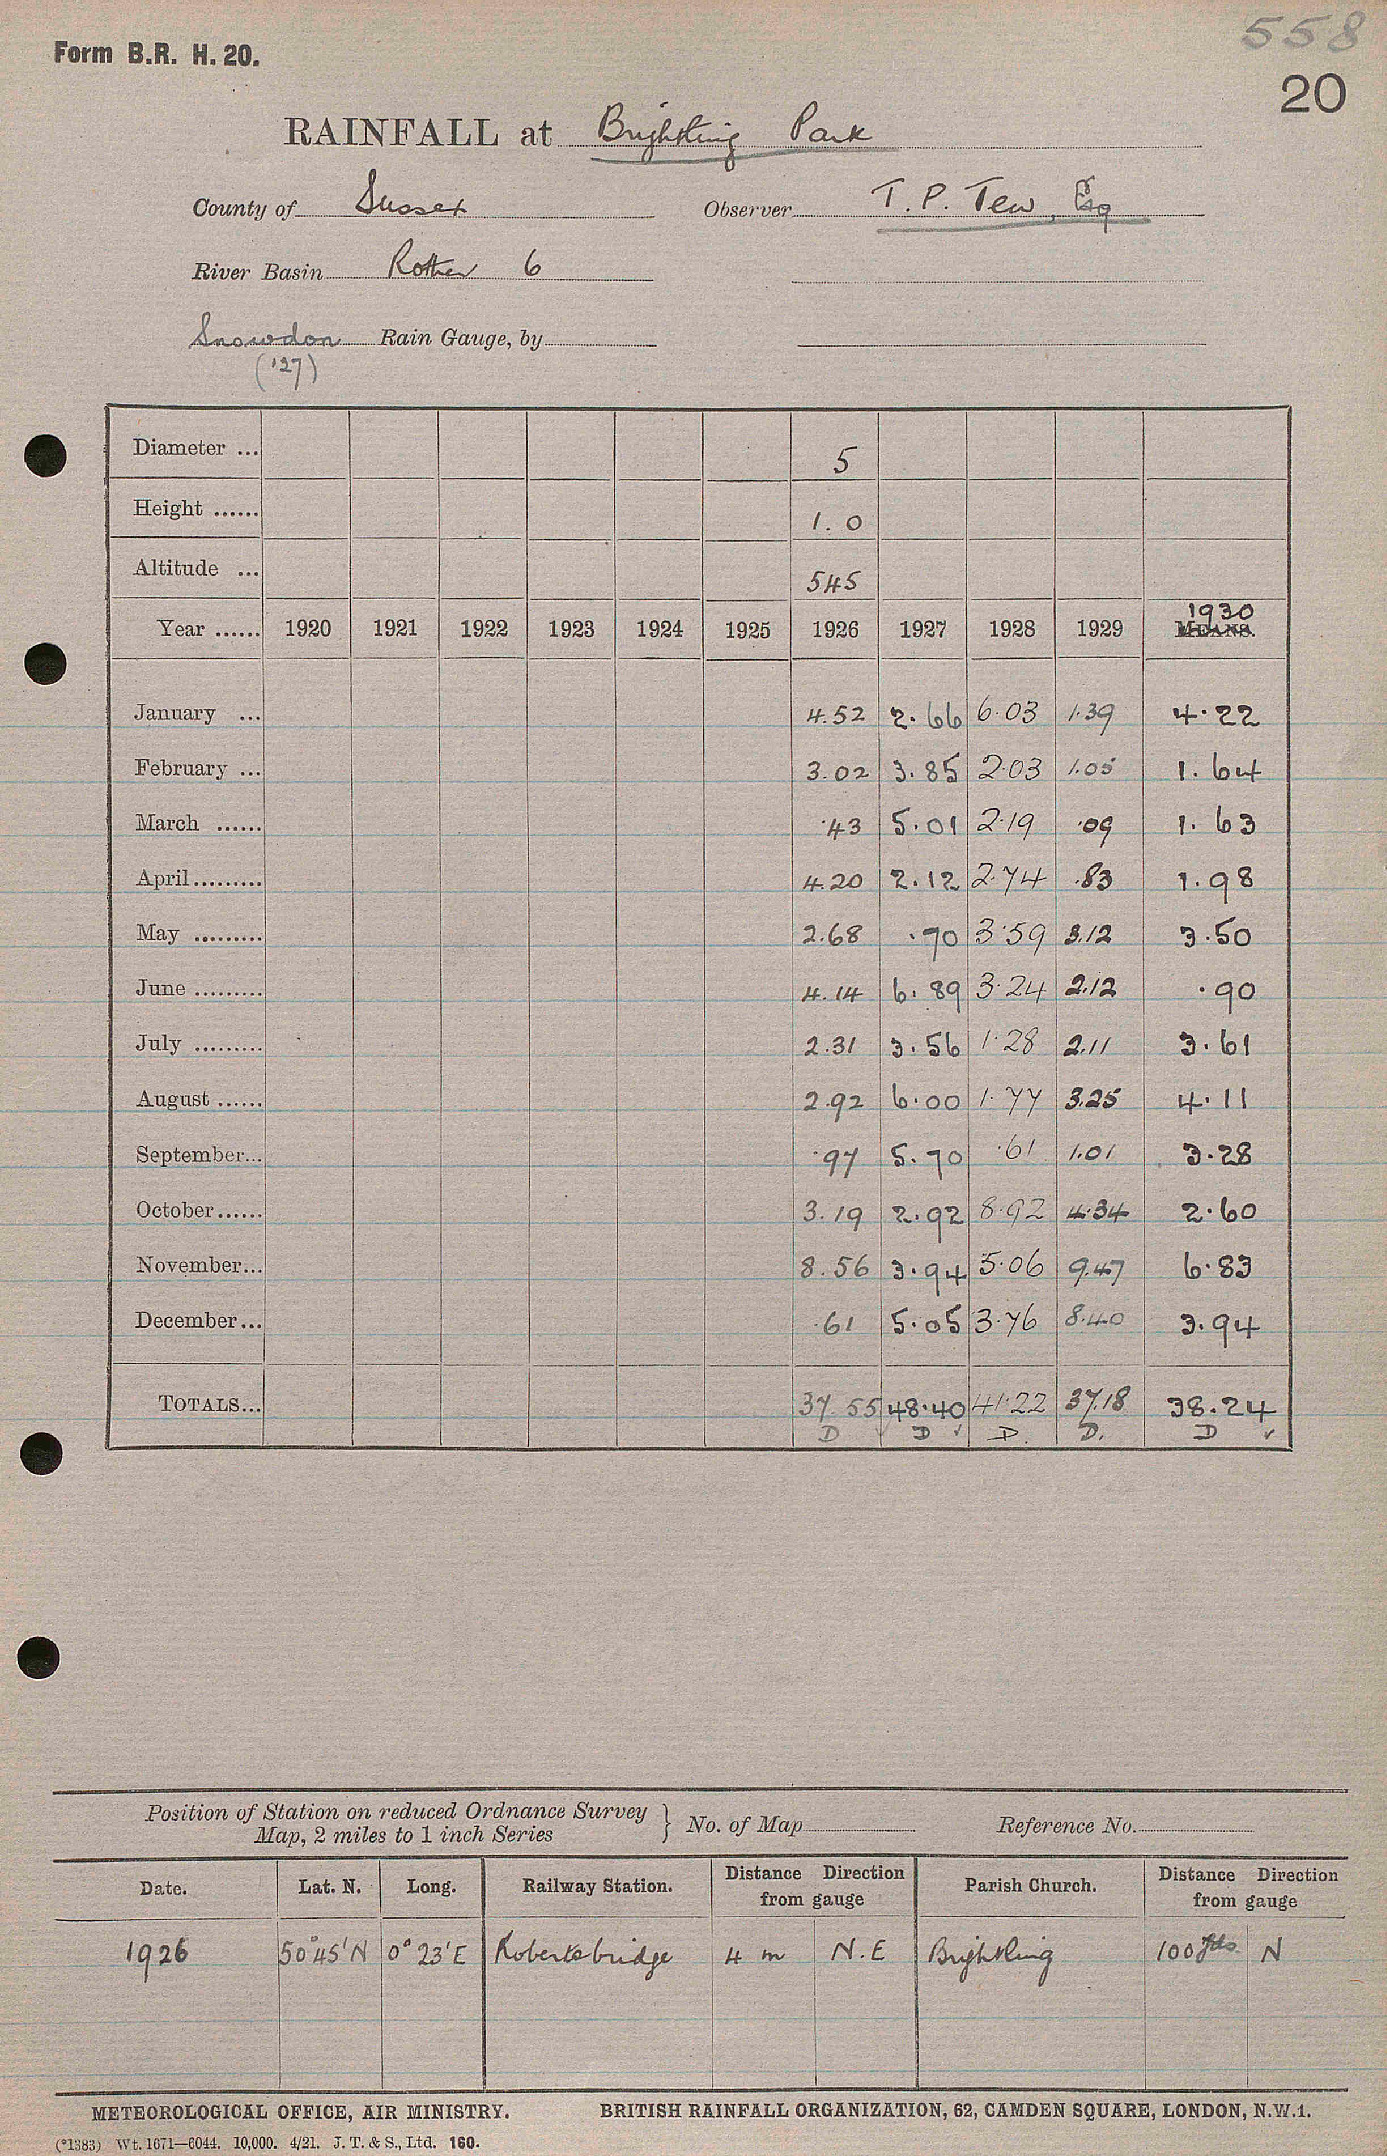 558
Form B.R. H. 20.
20
RAINFALL at Brightling Park
County of Sussex Observer T. P. Tew, Esq
River Basin Rother 6
Snowdon Rain Gauge, by
('27)
Diameter ... 5
Height ...... 1.0
Altitude ... 545
Year ...... 1920 1921 1922 1923 1924 1925 1926 1927 1928 1929 MEANS. 1930
January ... 4.52 2.66 6.03 1.39 4.22
February ... 3.02 3.85 2.03 1.05 1.64
March ...... .43 5.01 2.19 .09 1.63
April......... 4.20 2.12 2.74 .83 1.98
May ......... 2.68 .70 3.59 3.12 3.50
June ......... 4.14 6.89 3.24 2.12 .90
July ......... 2.31 3.56 1.28 2.11 3.61
August ...... 2.92 6.00 1.77 3.25 4.11
September... .97 5.70 .61 1.01 3.28
October...... 3.19 2.92 8.92 4.34 2.60
November... 8.56 3.94 5.06 9.47 6.83
December... .61 5.05 3.76 8.40 3.94
TOTALS... 37.55 48.40 41.22 37.18 38.24
D D ✓ D. D. D ✓
Position of Station on reduced Ordnance Survey
Map, 2 miles to 1 inch Series } No. of Map Reference No.
Date. Lat. N. Long. Railway Station. Distance Direction from gauge Parish Church. Distance Direction from gauge
1926 50°45'N 0°23'E Robertsbridge 4 m N.E Brightling 100 yds. N
METEOROLOGICAL OFFICE, AIR MINISTRY. BRITISH RAINFALL ORGANIZATION, 62, CAMDEN SQUARE, LONDON, N.W.1.
(*1383) Wt. 1671—6044. 10,000. 4/21. J. T. & S., Ltd. 160.